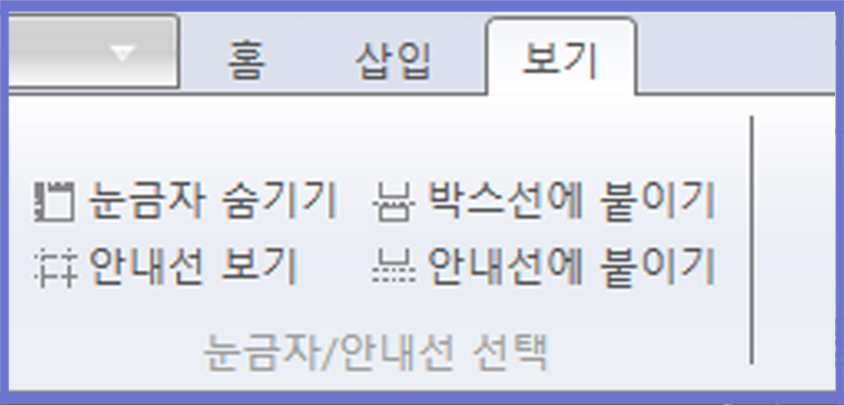 홈 삽입 보기
눈금자 숨기기 박스선에 붙이기
안내선 보기 안내선에 붙이기
눈금자/안내선 선택